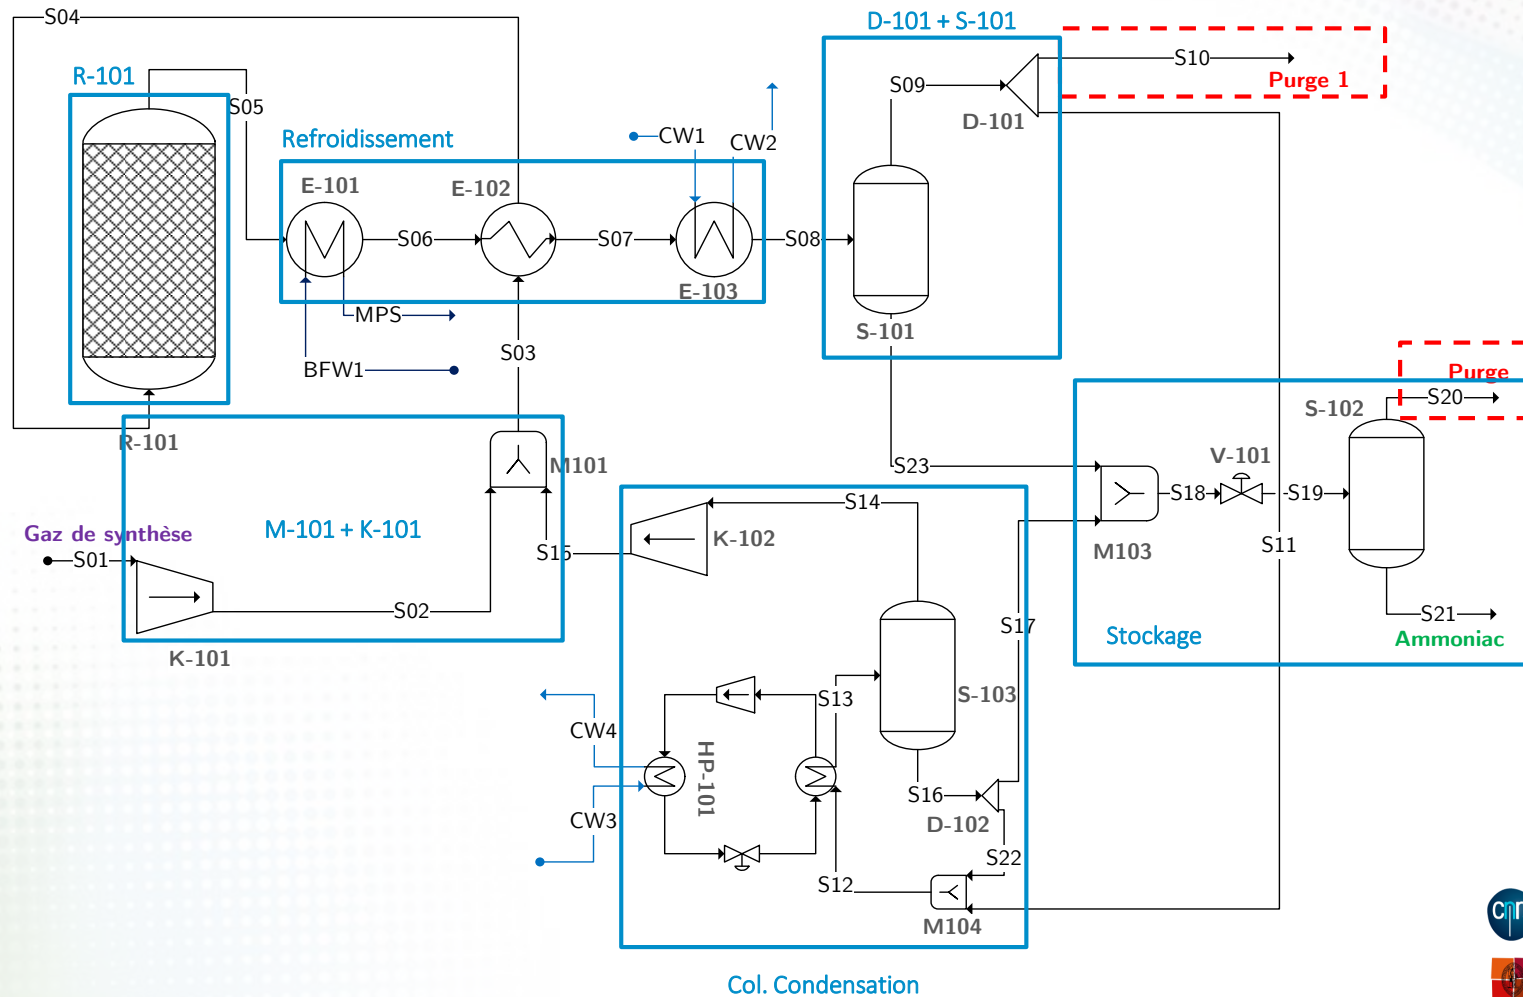 S04
D-101 + S-101
S10
Purge 1
R-101
S05
S09
D-101
Refroidissement
CW1
CW2
E-101
E-102
S06
S07
S08
E-103
MPS
S-101
BFW1
S03
Purge
S20
S-102
R-101
M101
S23
V-101
S18
S19
Gaz de synthèse
M-101 + K-101
S14
K-102
S15
M103
S11
S01
S02
S17
S21
Stockage
Ammoniac
K-101
S13
S-103
CW4
HP-101
S16
D-102
CW3
S22
S12
M104
Col. Condensation